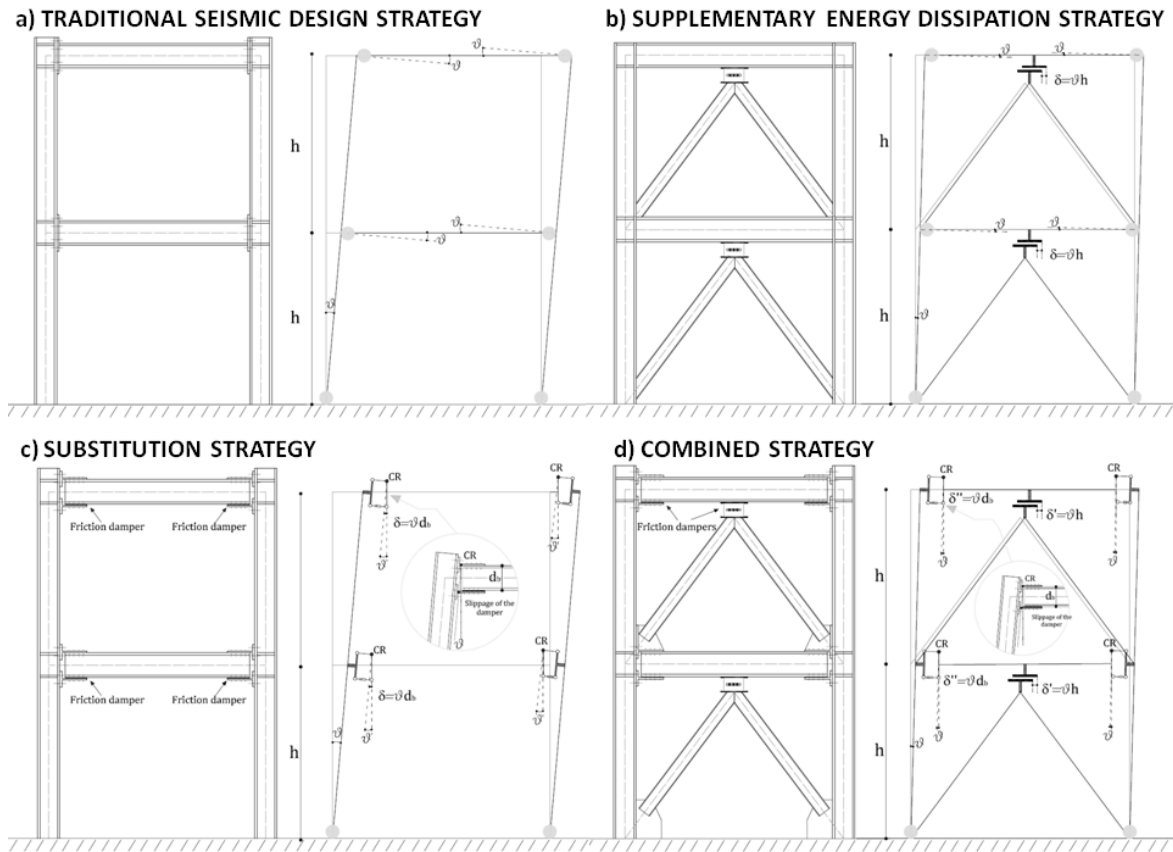 a) TRADITIONAL SEISMIC DESIGN STRATEGY
ϑ
ϑ
h
ϑ
ϑ
ϑ
h
b) SUPPLEMENTARY ENERGY DISSIPATION STRATEGY
ϑ
ϑ
δ=ϑh
h
ϑ
ϑ
δ=ϑh
h
ϑ
c) SUBSTITUTION STRATEGY
CR
CR
Friction damper
Friction damper
δ=ϑdb
ϑ
ϑ
CR
db
Slippage of the
damper
ϑ
h
CR
CR
Friction damper
Friction damper
δ=ϑdb
ϑ
ϑ
ϑ
h
d) COMBINED STRATEGY
CR
CR
Friction dampers
δ''=ϑdb
δ'=ϑh
ϑ
ϑ
h
CR
db
Slippage of the
damper
ϑ
CR
CR
δ''=ϑdb
δ'=ϑh
ϑ
ϑ
h
ϑ